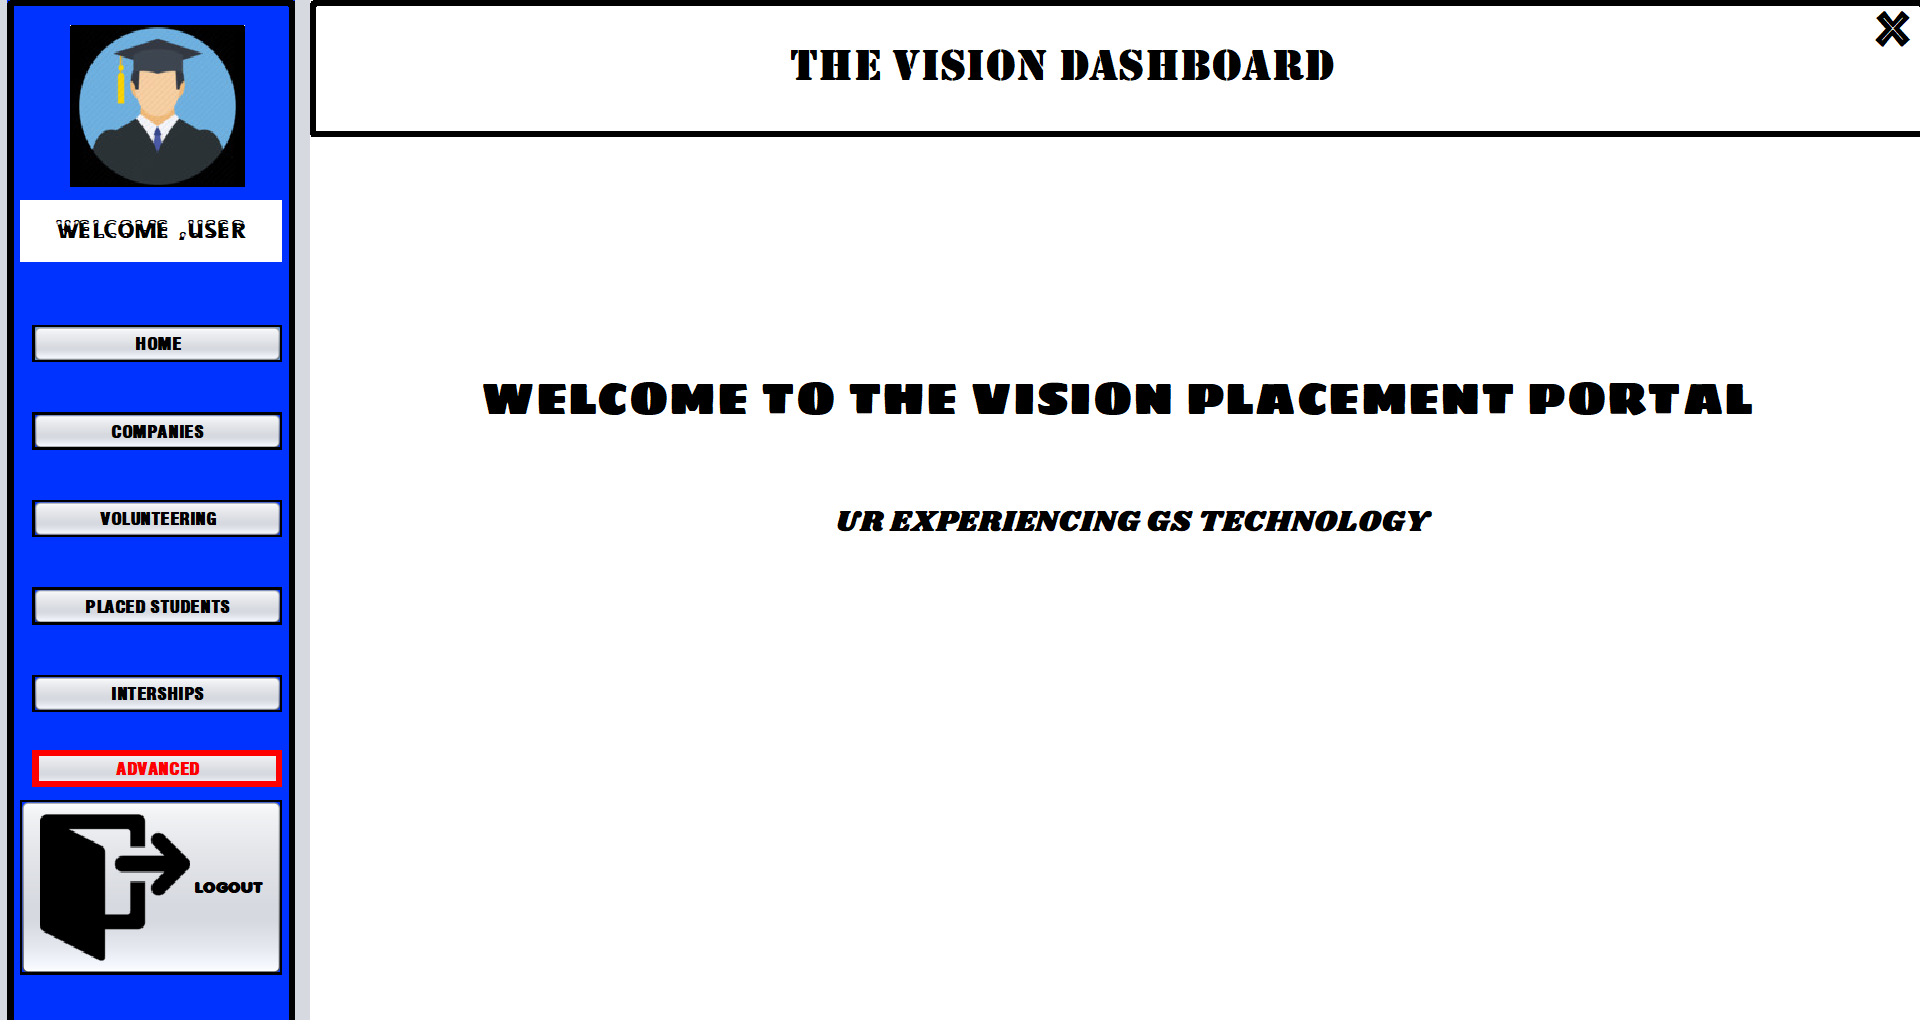 WELCOME ,USER
HOME
COMPANIES
VOLUNTEERING
PLACED STUDENTS
INTERSHIPS
ADVANCED
LOGOUT
THE VISION DASHBOARD
X
WELCOME TO THE VISION PLACEMENT PORTAL
UR EXPERIENCING GS TECHNOLOGY